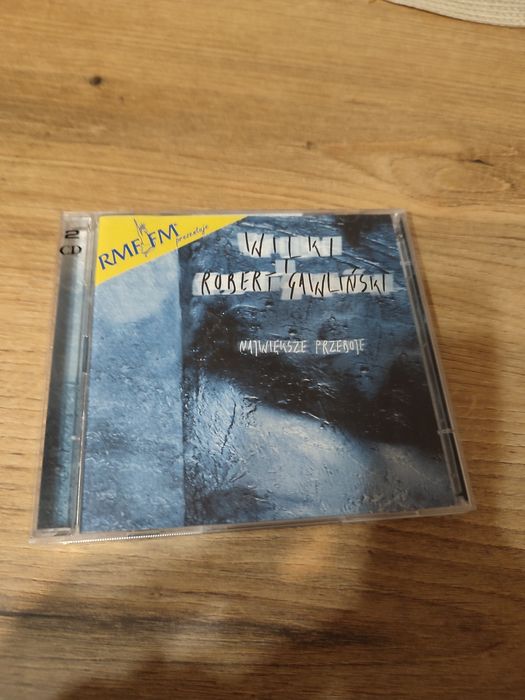 2
CD
RMF FM
prezentuje
WILKI
I
ROBERT GAWLIŃSKI
NAJWIĘKSZE PRZEBOJE